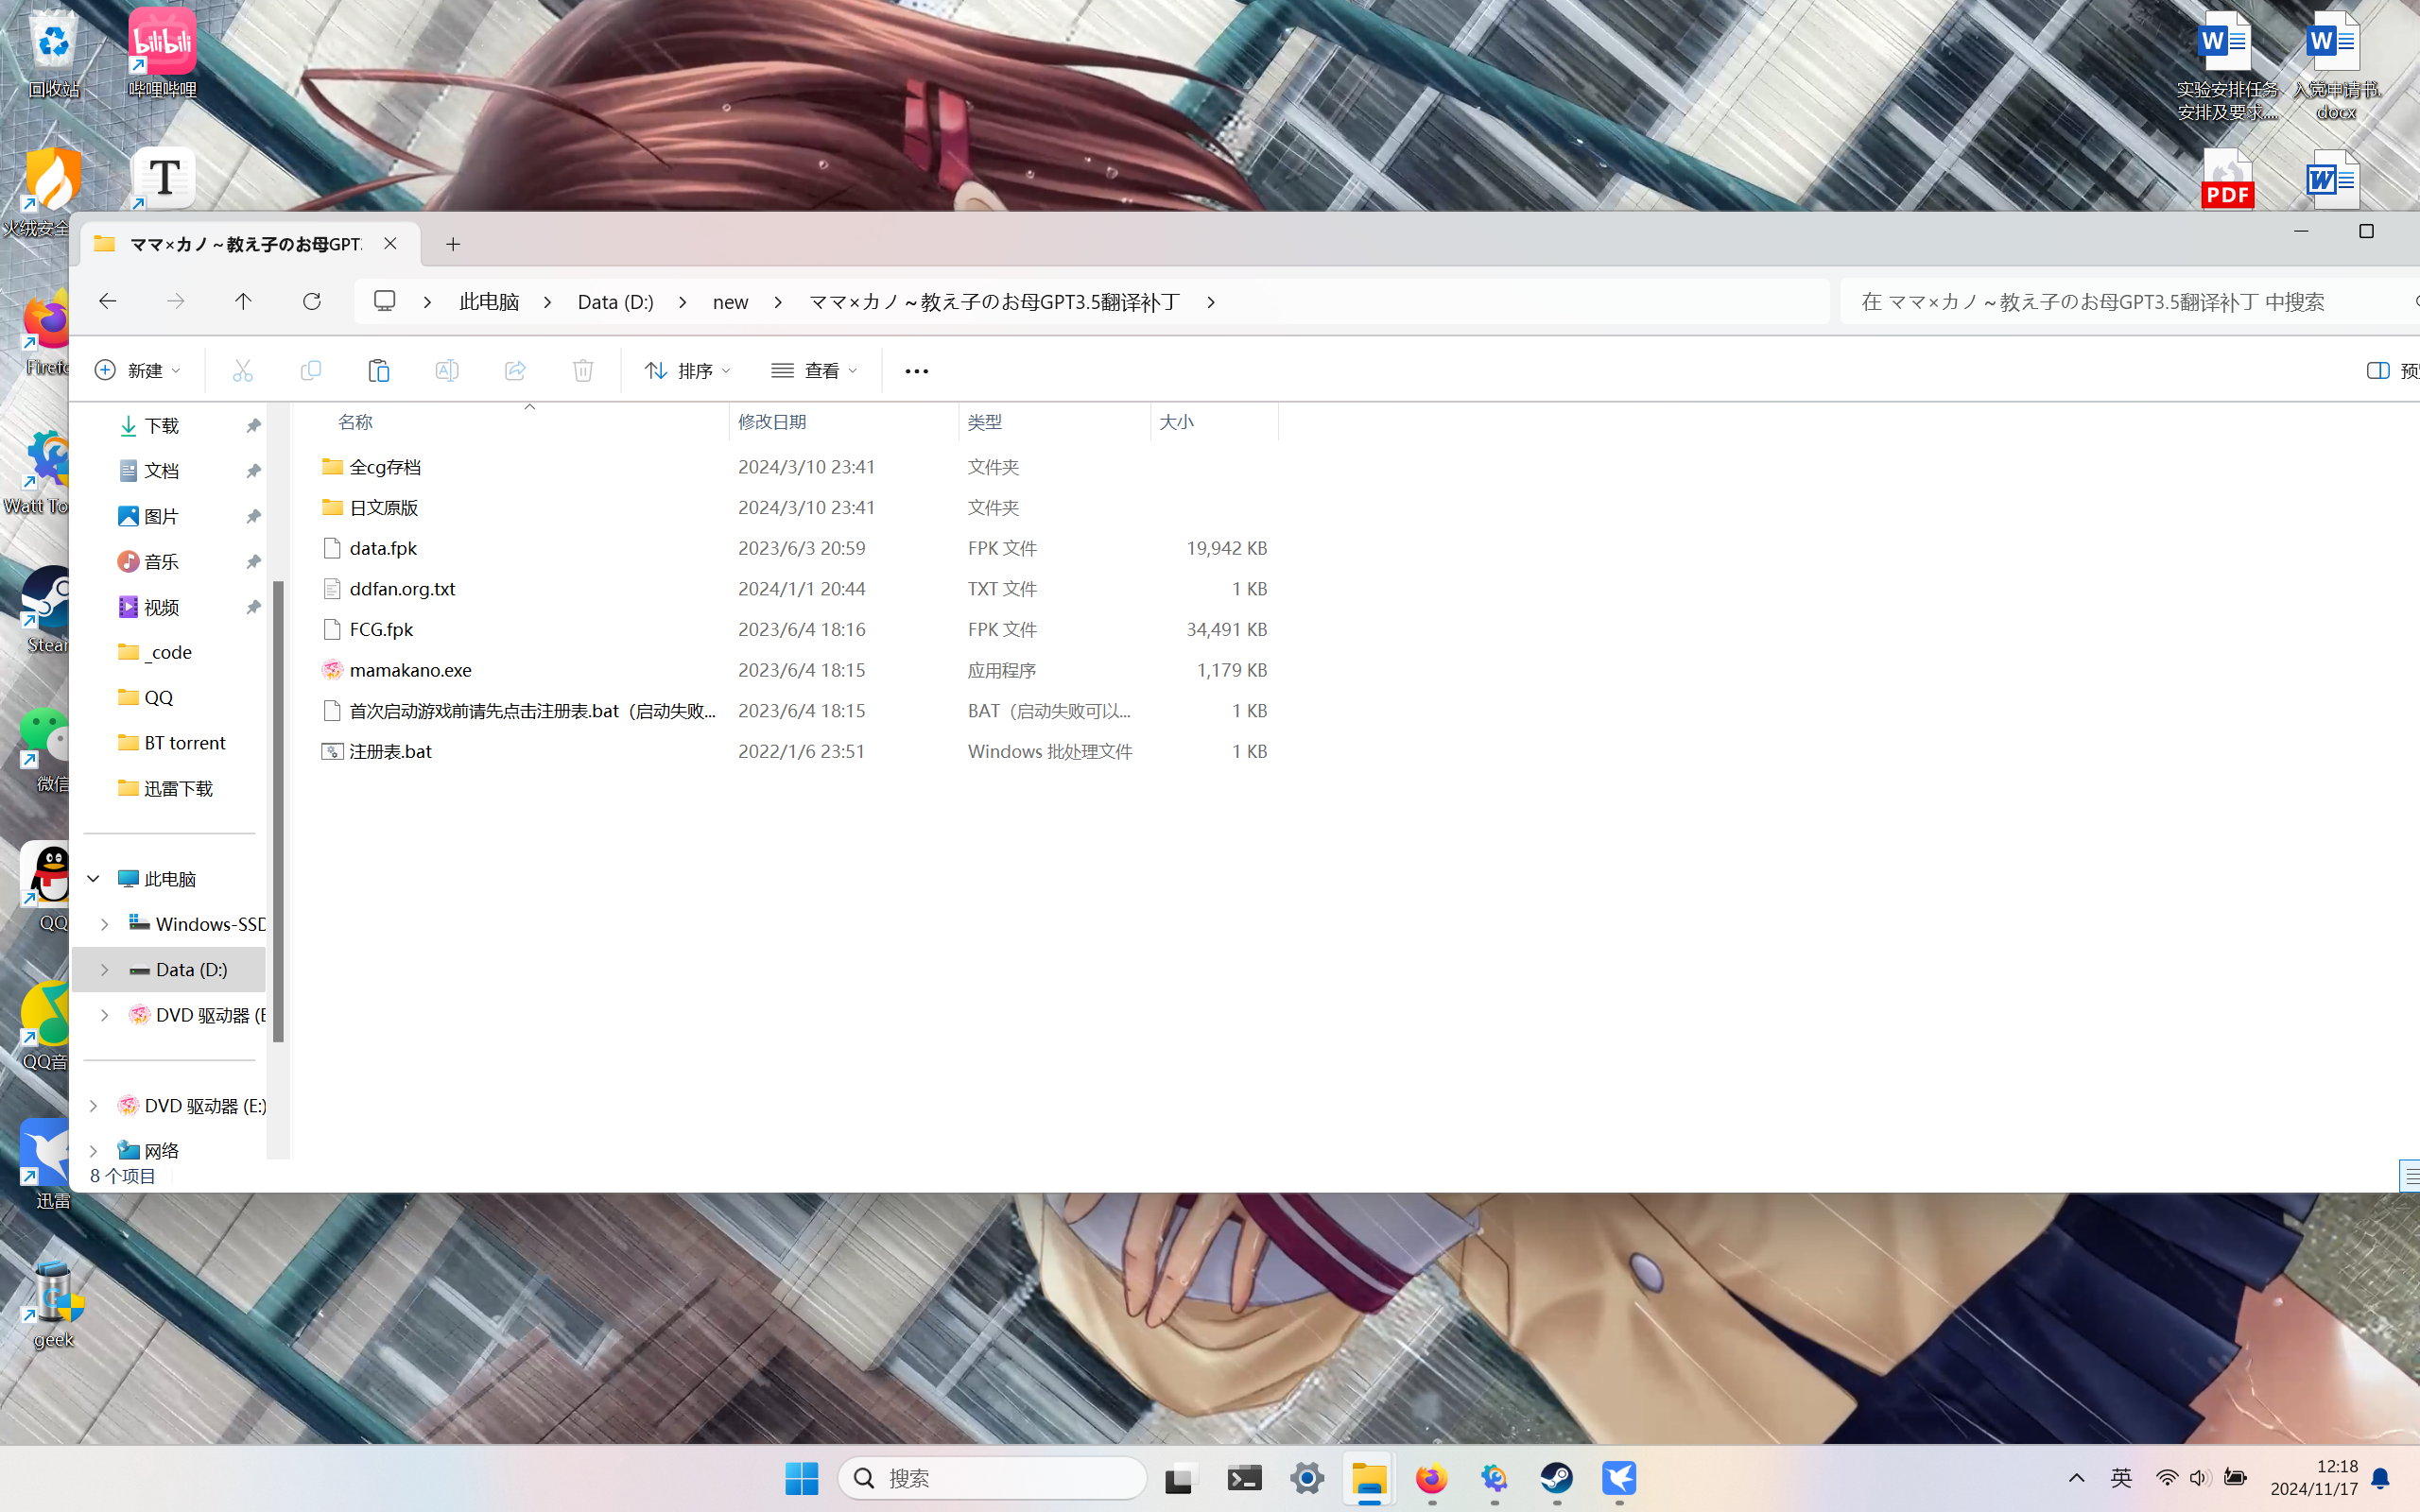 回收站
哔哩哔哩
bilibili
实验安排任务
安排及要求....
入党申请书.
docx
T
PDF
火绒安全
Firefo
Watt To
Stear
微信
QQ
QQ音
迅雷
geek
ママ×カノ～教え子のお母GPT
此电脑
Data (D:)
new
ママ×カノ～教え子のお母GPT3.5翻译补丁
在 ママ×カノ～教え子のお母GPT3.5翻译补丁 中搜索
新建
排序
查看
预
下载
文档
图片
音乐
视频
_code
QQ
BT torrent
迅雷下载
此电脑
Windows-SSD
Data (D:)
DVD 驱动器 (E
DVD 驱动器 (E:)
网络
名称 修改日期 类型 大小
全cg存档 2024/3/10 23:41 文件夹
日文原版 2024/3/10 23:41 文件夹
data.fpk 2023/6/3 20:59 FPK 文件 19,942 KB
ddfan.org.txt 2024/1/1 20:44 TXT 文件 1 KB
FCG.fpk 2023/6/4 18:16 FPK 文件 34,491 KB
mamakano.exe 2023/6/4 18:15 应用程序 1,179 KB
首次启动游戏前请先点击注册表.bat（启动失败... 2023/6/4 18:15 BAT（启动失败可以... 1 KB
注册表.bat 2022/1/6 23:51 Windows 批处理文件 1 KB
8 个项目
搜索
英
12:18
2024/11/17